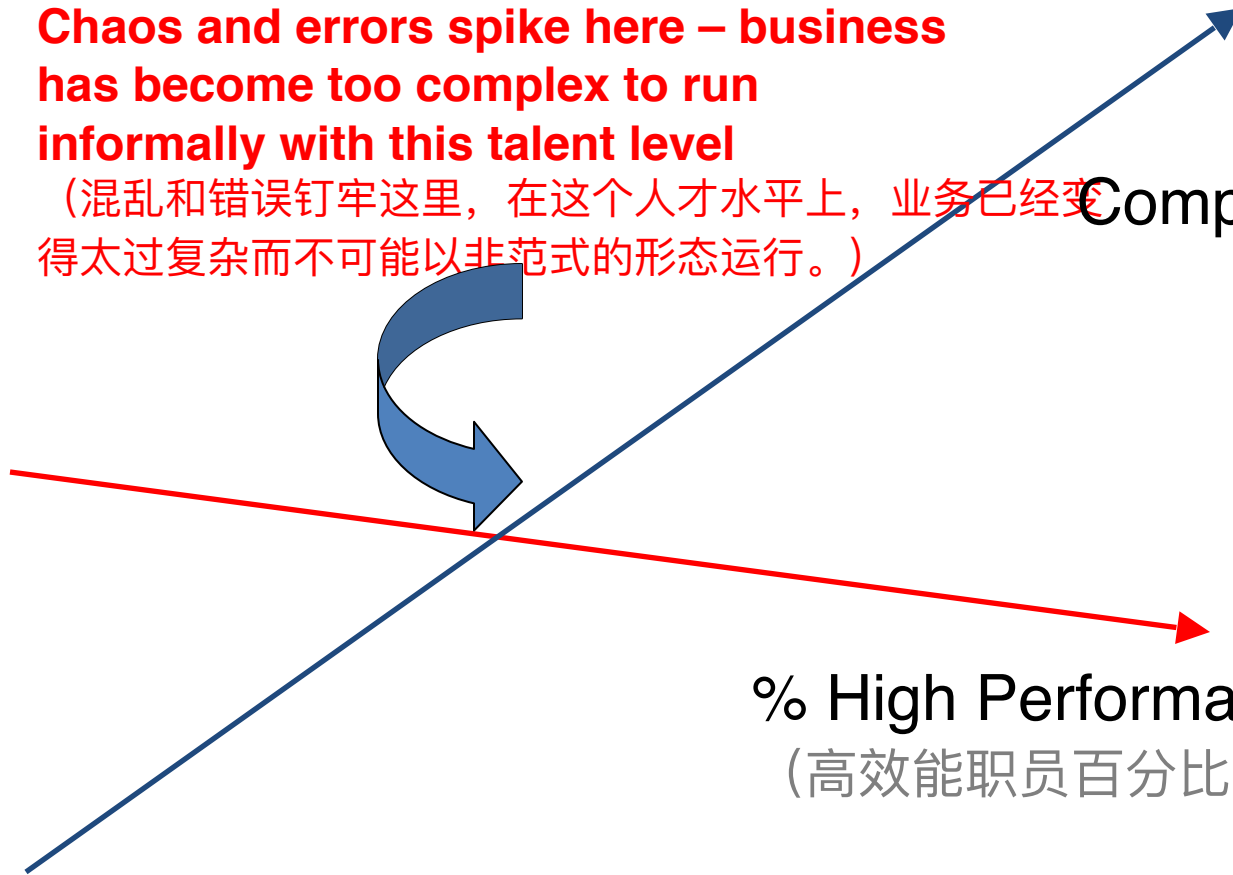 Chaos and errors spike here – business
has become too complex to run
informally with this talent level
（混乱和错误钉牢这里，在这个人才水平上，业务已经变
得太过复杂而不可能以非范式的形态运行。）
Comp
% High Performa
（高效能职员百分比